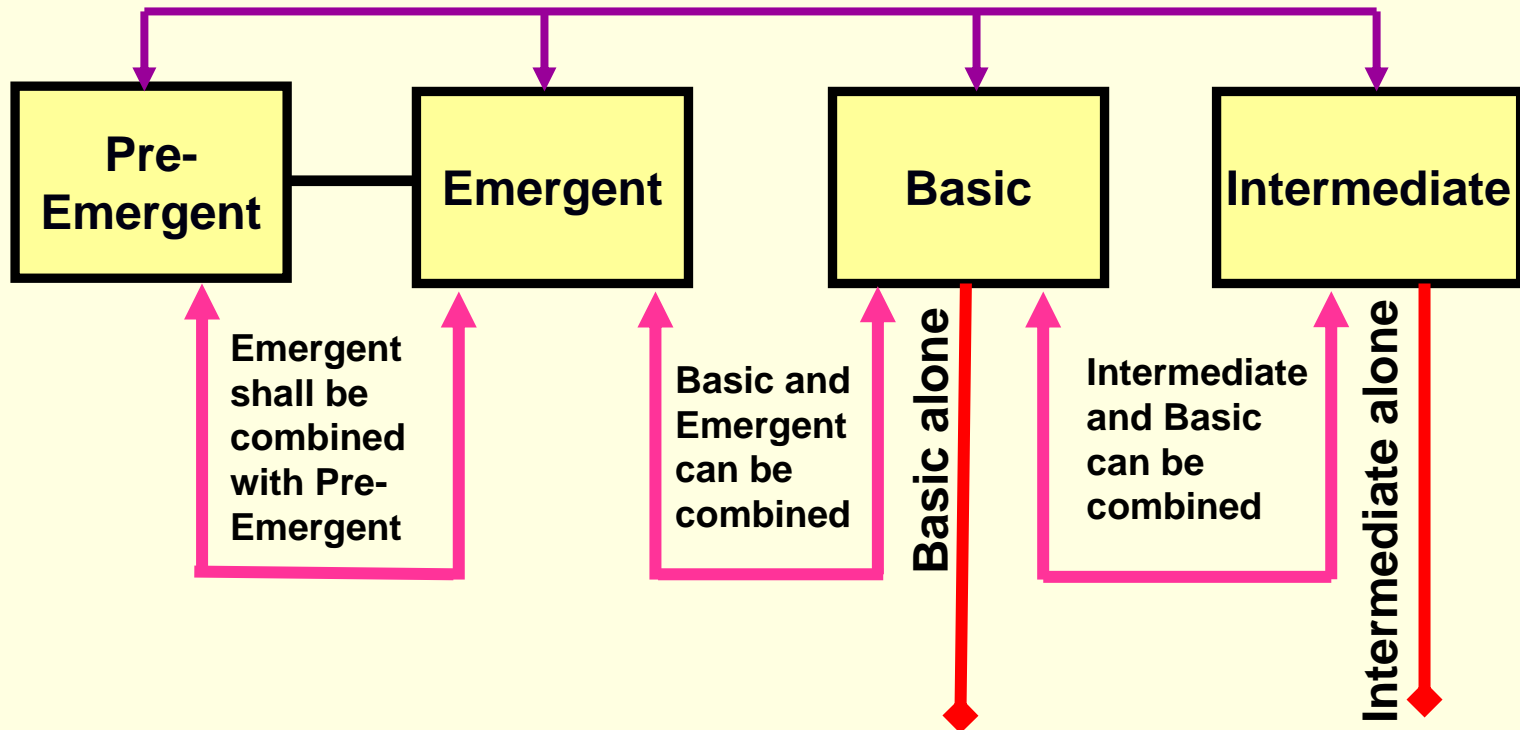 Pre-
Emergent
Emergent
Basic
Intermediate
Emergent
shall be
combined
with Pre-
Emergent
Basic and
Emergent
can be
combined
Basic alone
Intermediate
and Basic
can be
combined
Intermediate alone